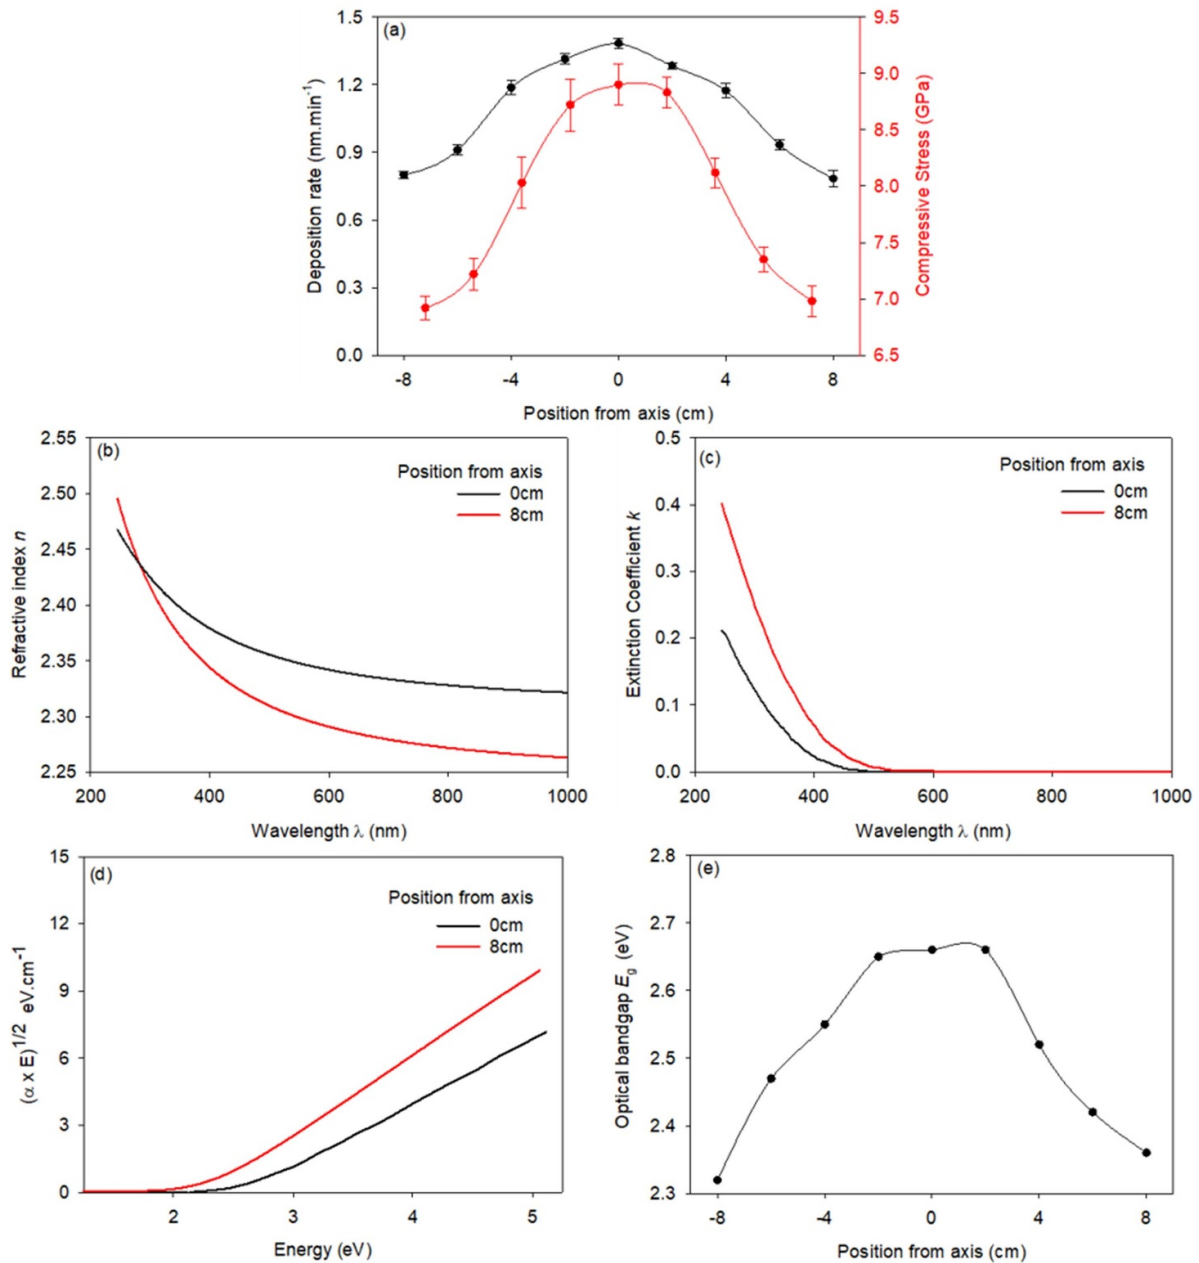 (a)
Deposition rate (nm.min-1)
1.5
1.2
0.9
0.6
0.3
0.0
9.5
9.0
8.5
8.0
7.5
7.0
6.5
Compressive Stress (GPa)
-8 -4 0 4 8
Position from axis (cm)
(b)
Refractive index n
2.55
2.50
2.45
2.40
2.35
2.30
2.25
Position from axis
0cm
8cm
200 400 600 800 1000
Wavelength λ (nm)
(c)
Extinction Coefficient k
0.5
0.4
0.3
0.2
0.1
0.0
Position from axis
0cm
8cm
200 400 600 800 1000
Wavelength λ (nm)
(d)
(α x E)1/2 eV.cm-1
15
12
9
6
3
0
Position from axis
0cm
8cm
2 3 4 5
Energy (eV)
(e)
Optical bandgap Eg (eV)
2.8
2.7
2.6
2.5
2.4
2.3
-8 -4 0 4 8
Position from axis (cm)